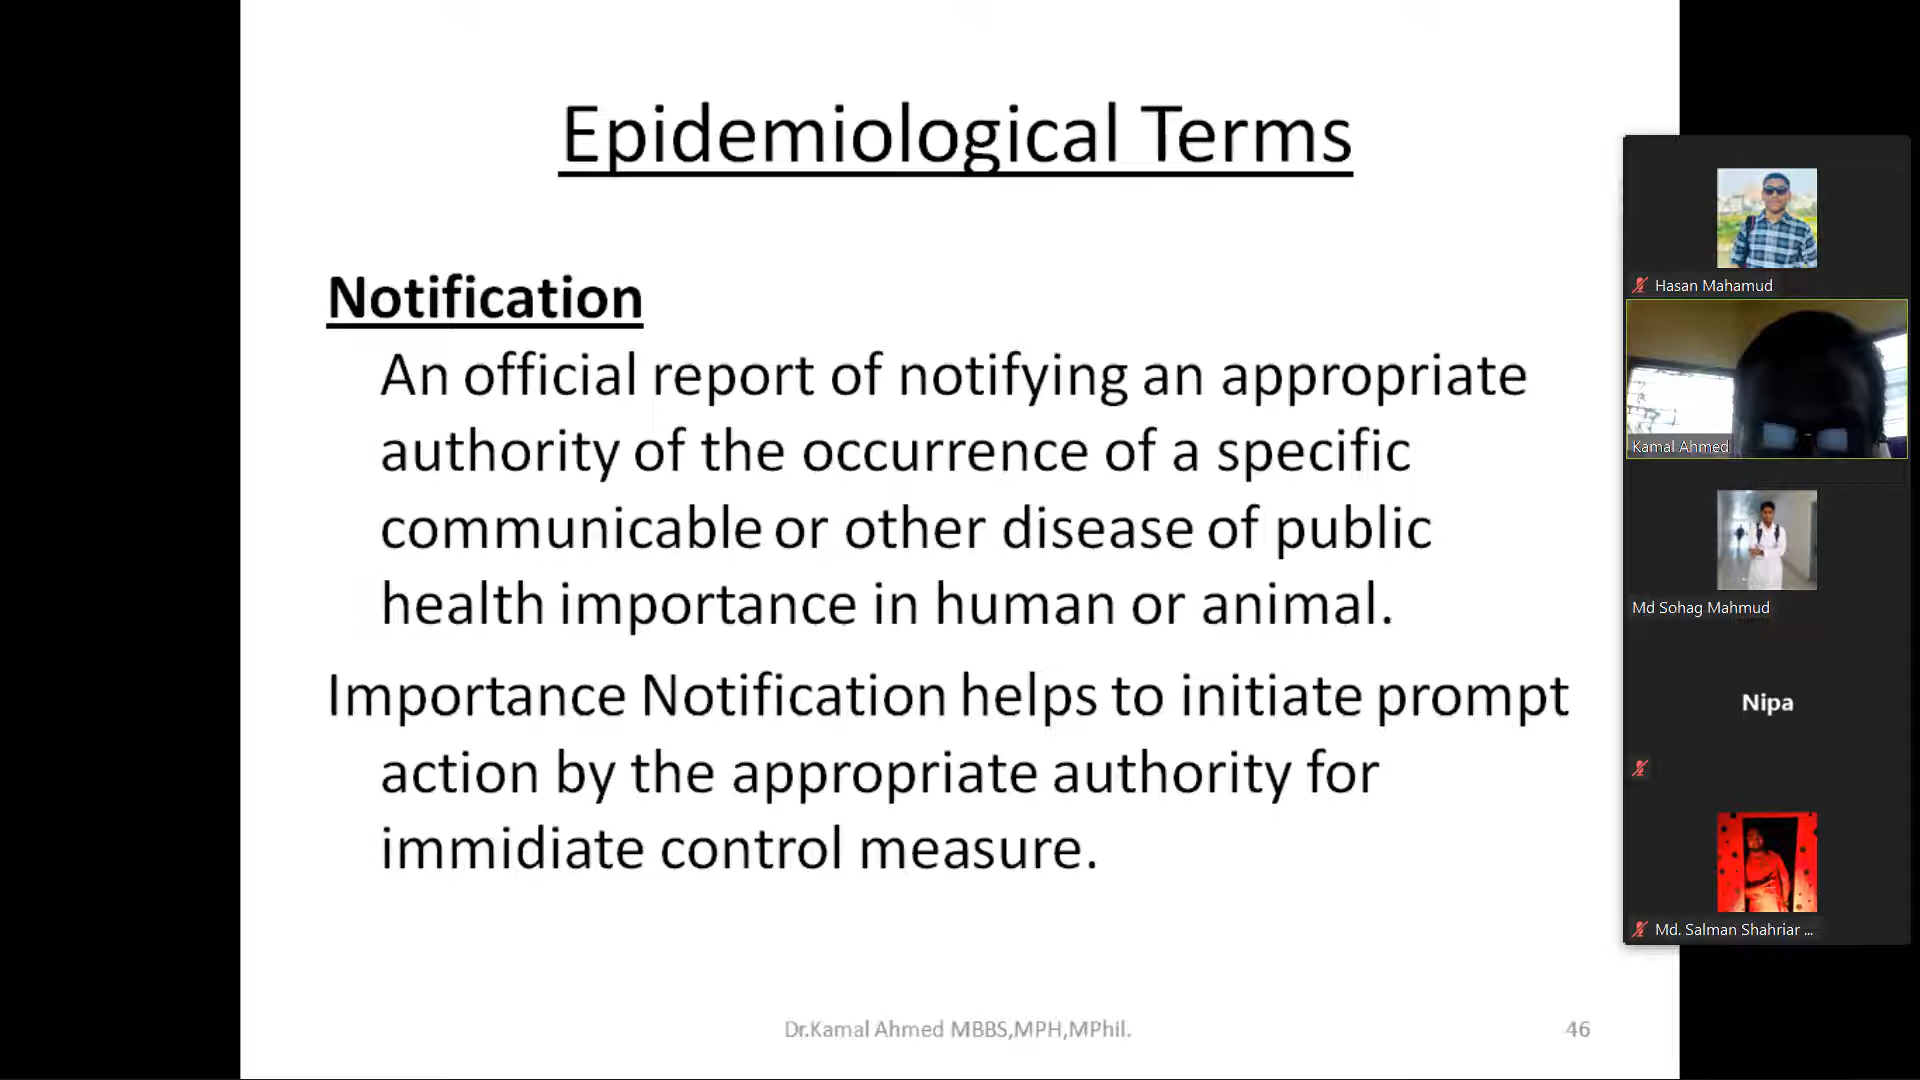 Epidemiological Terms
Notification
An official report of notifying an appropriate
authority of the occurrence of a specific
communicable or other disease of public
health importance in human or animal.
Importance Notification helps to initiate prompt
action by the appropriate authority for
immidiate control measure.
Dr.Kamal Ahmed MBBS,MPH,MPhil.
46
Hasan Mahamud
Kamal Ahmed
Md Sohag Mahmud
Nipa
Md. Salman Shahriar ...